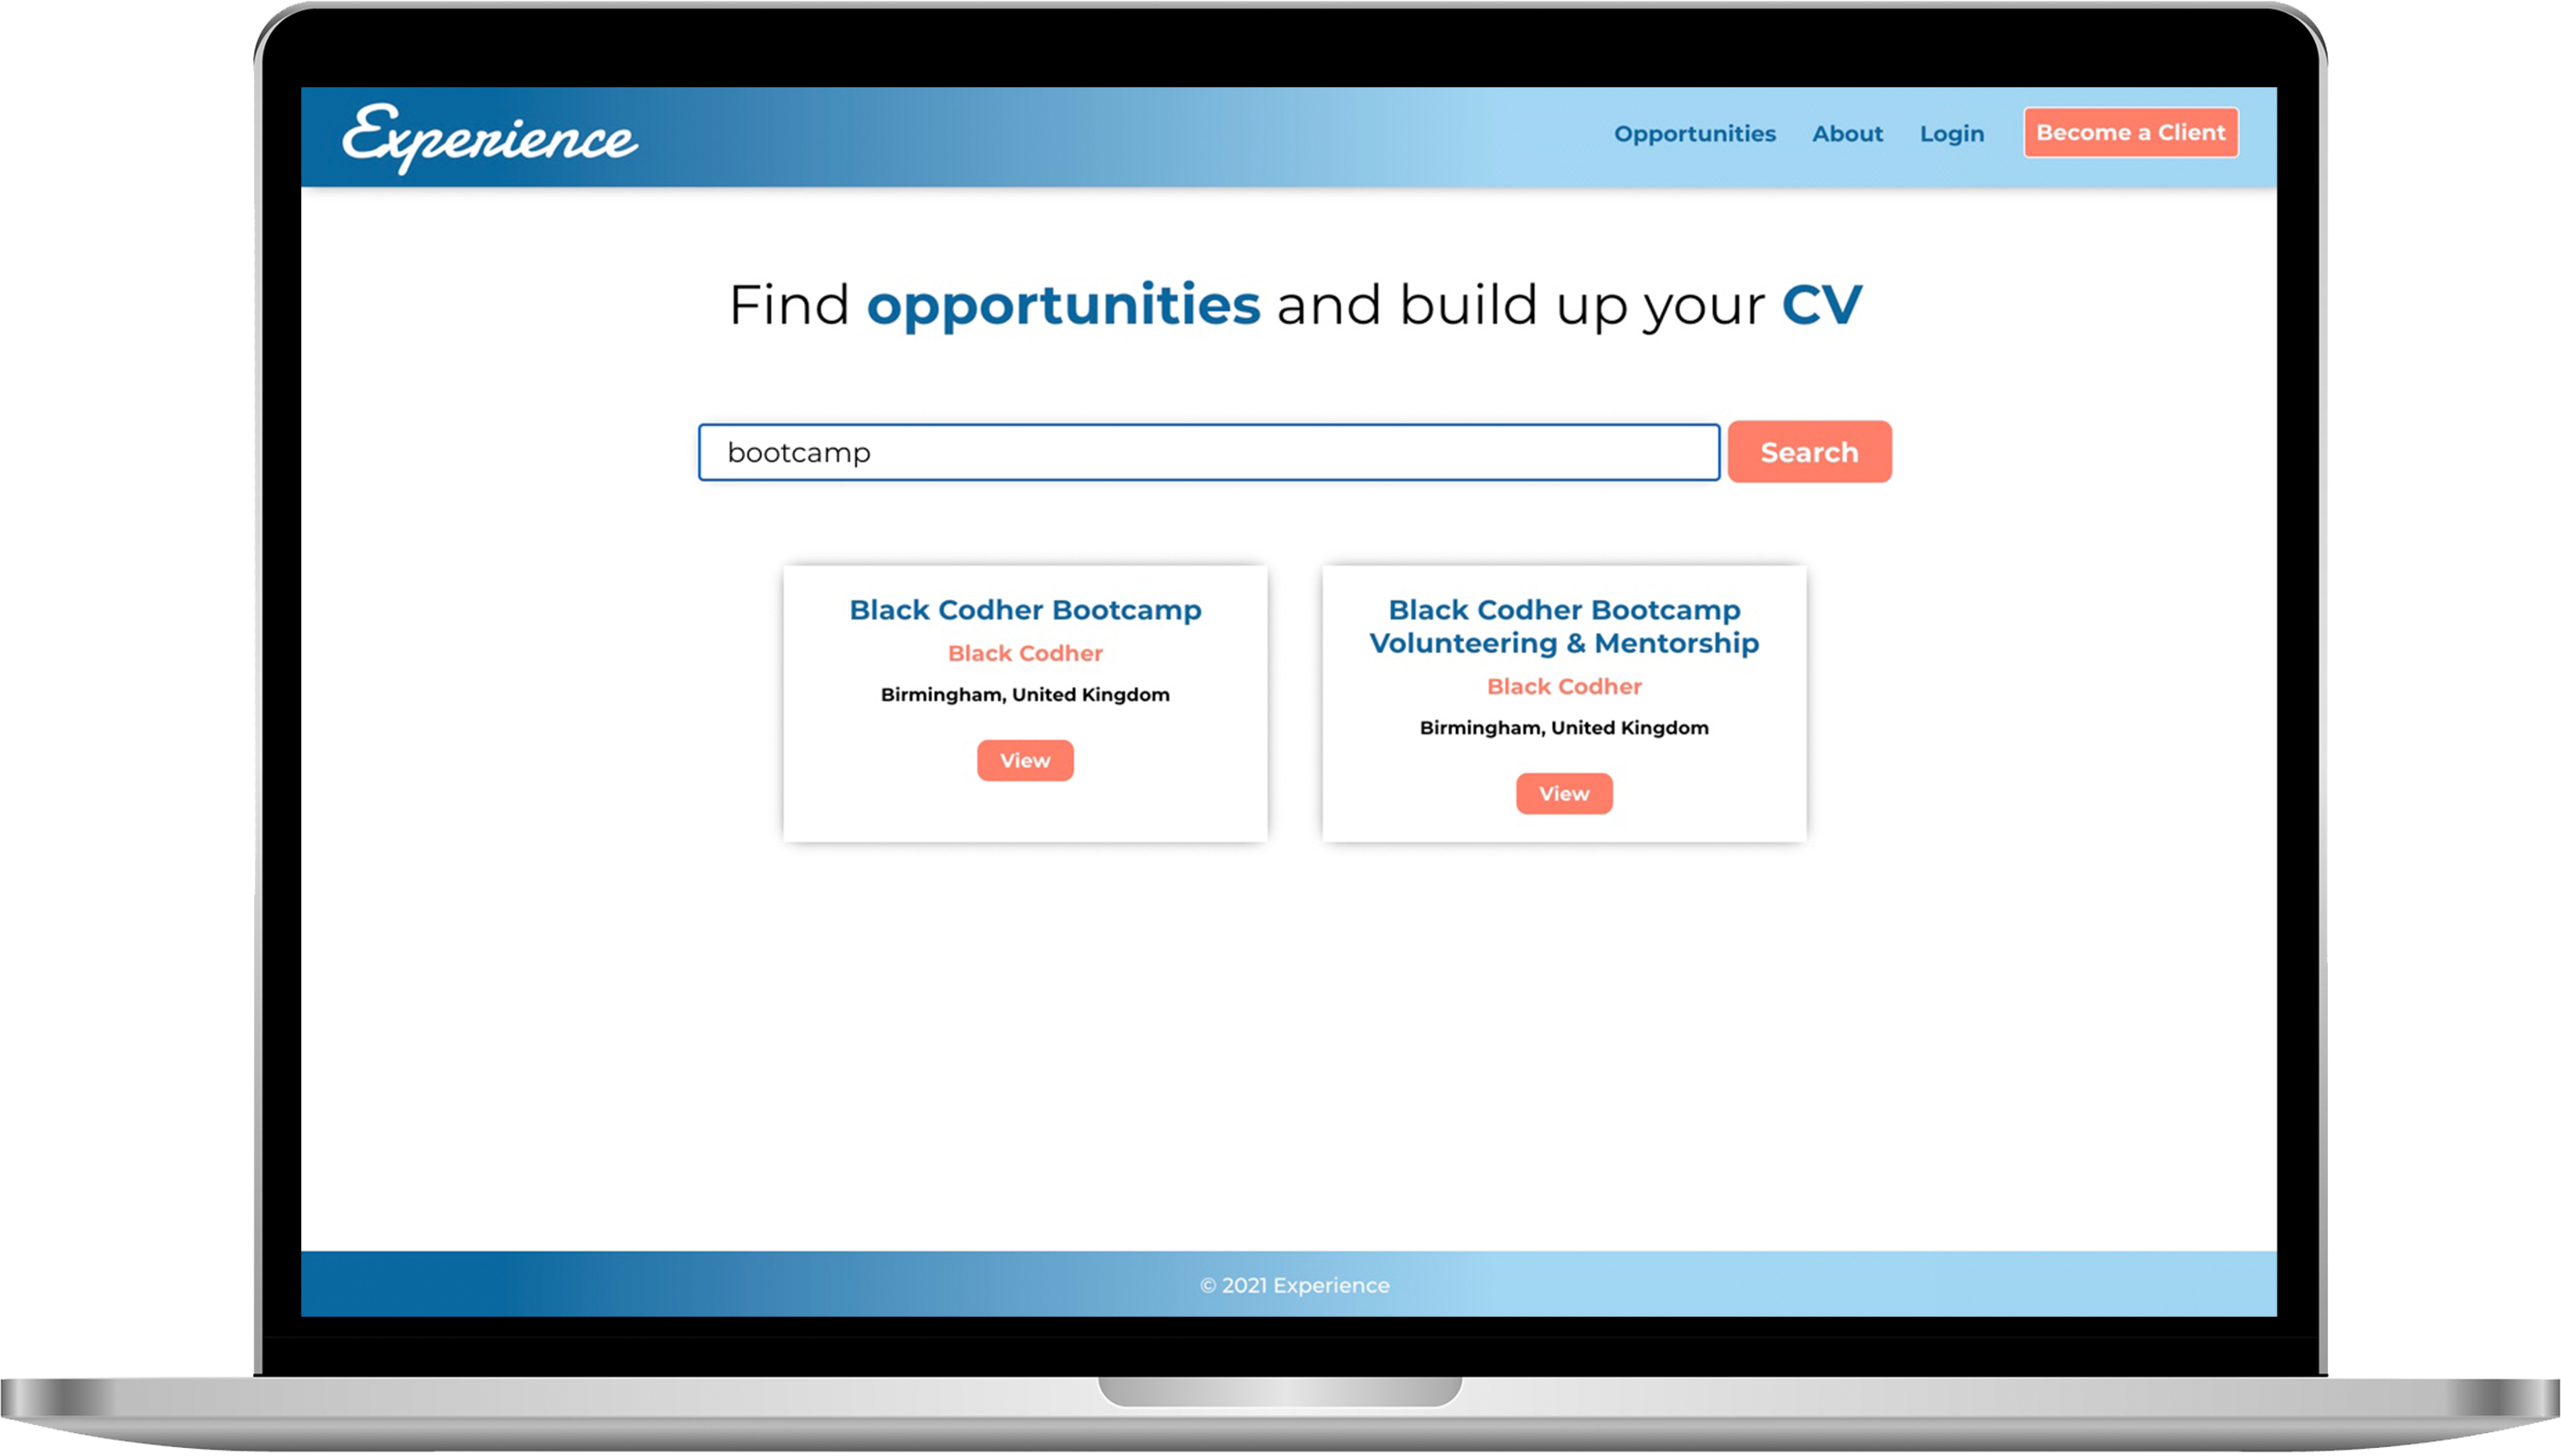 Experience
Opportunities About Login Become a Client
Find opportunities and build up your CV
bootcamp Search
Black Codher Bootcamp
Black Codher
Birmingham, United Kingdom
View
Black Codher Bootcamp
Volunteering & Mentorship
Black Codher
Birmingham, United Kingdom
View
© 2021 Experience